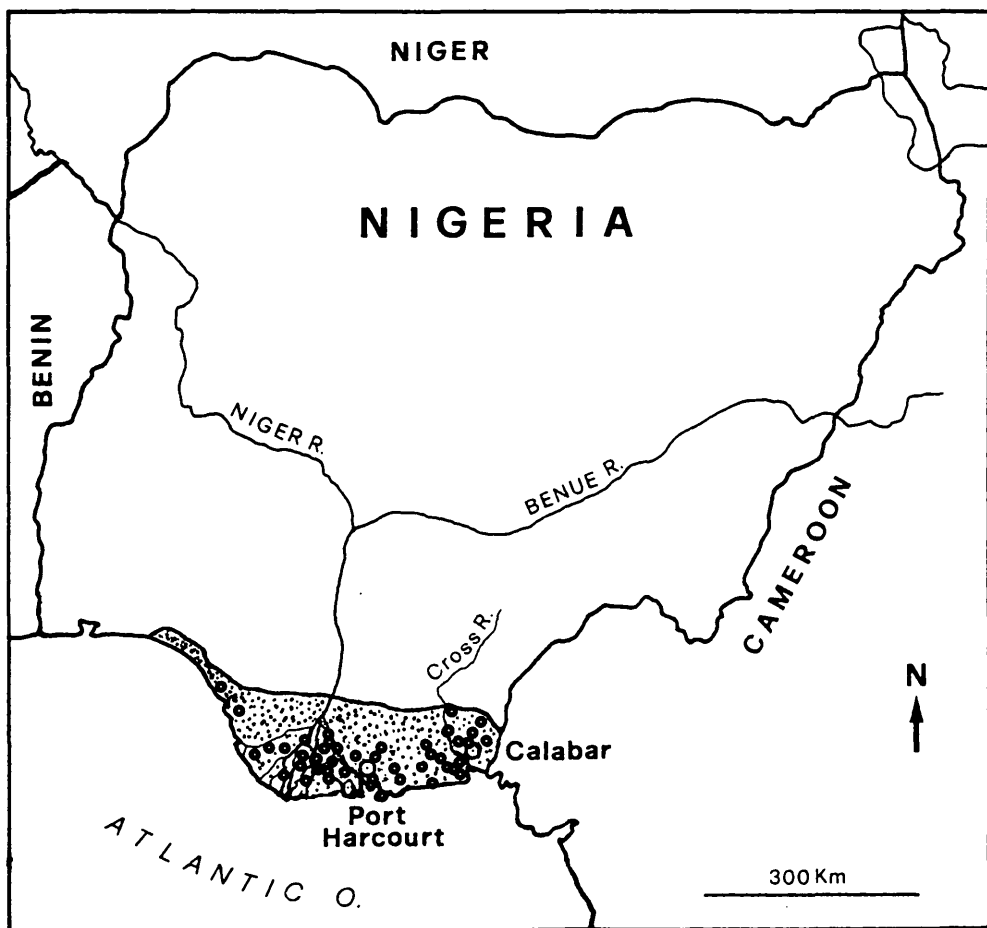 NIGER
NIGERIA
BENIN
NIGER R.
BENUE R.
CAMEROON
Cross R.
N
Calabar
Port
Harcourt
ATLANTIC O.
300 Km